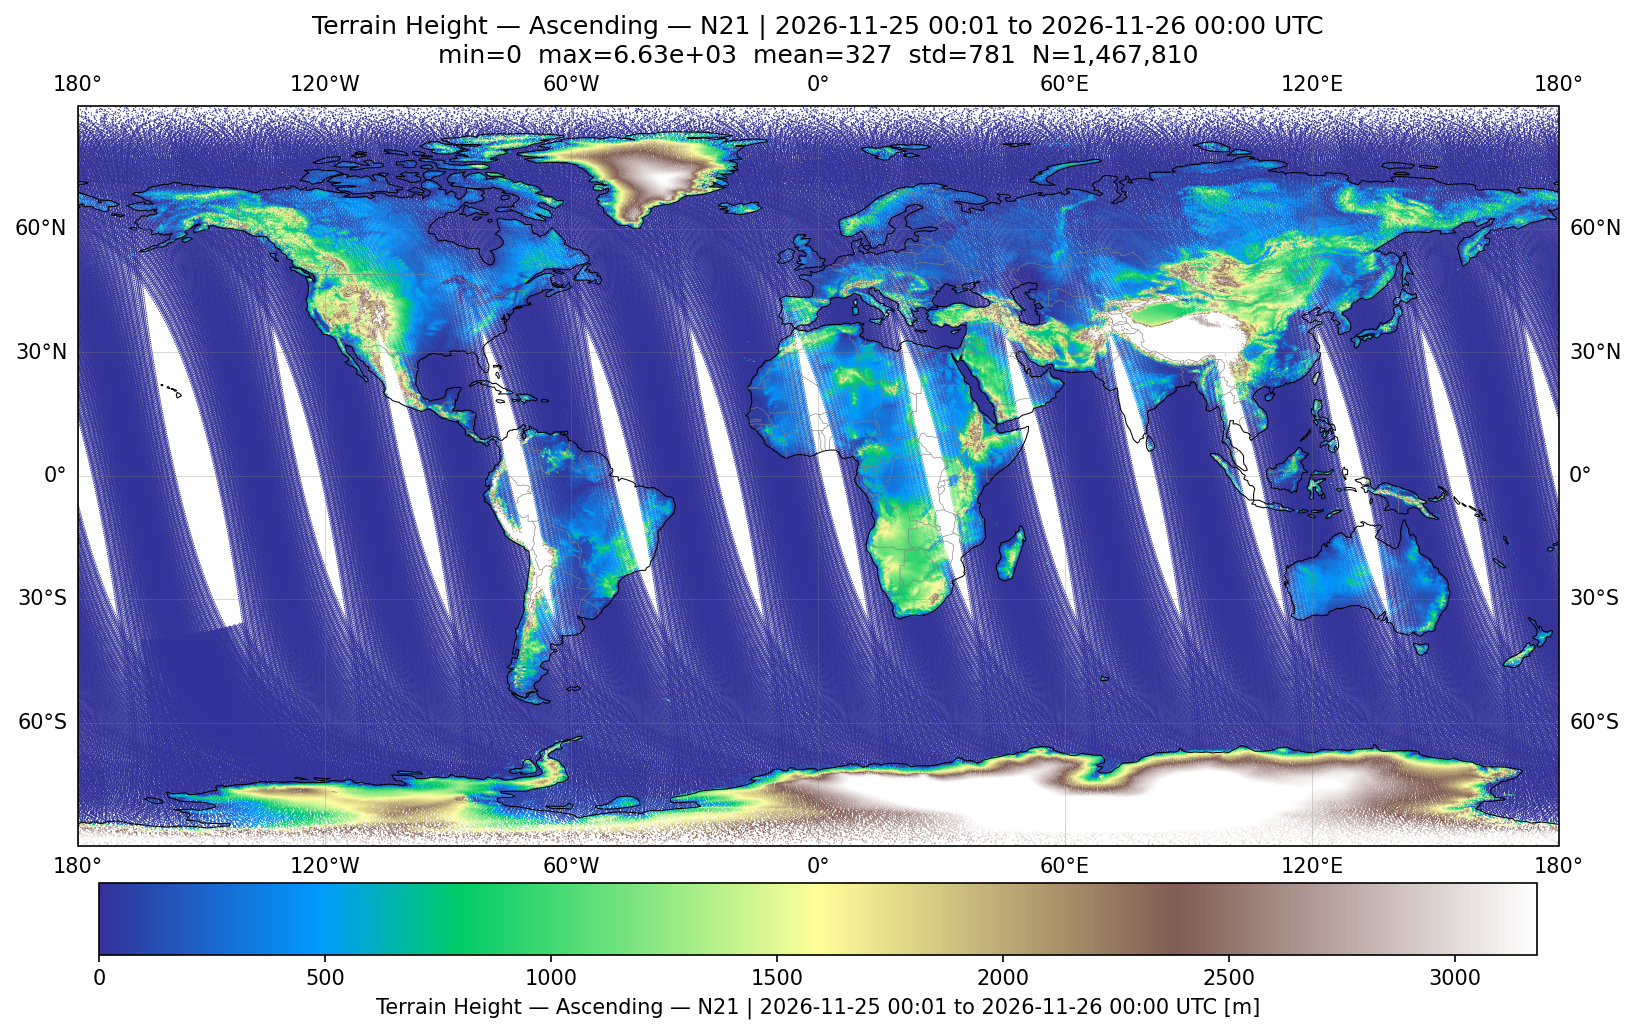 Terrain Height — Ascending — N21 | 2026-11-25 00:01 to 2026-11-26 00:00 UTC
min=0 max=6.63e+03 mean=327 std=781 N=1,467,810
180° 120°W 60°W 0° 60°E 120°E 180°
60°N 60°N
30°N 30°N
0° 0°
30°S 30°S
60°S 60°S
180° 120°W 60°W 0° 60°E 120°E 180°
0 500 1000 1500 2000 2500 3000
Terrain Height — Ascending — N21 | 2026-11-25 00:01 to 2026-11-26 00:00 UTC [m]